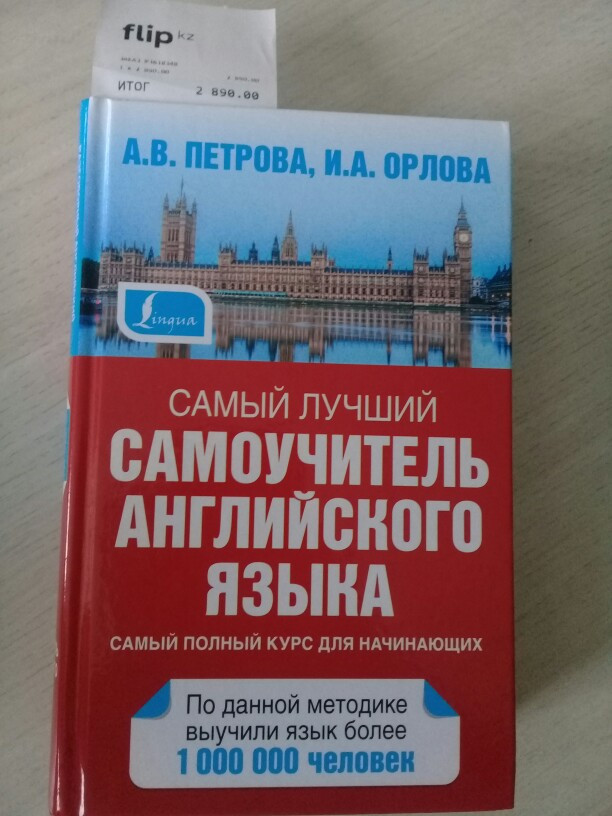 flip kz
ИТОГ 2 890.00
А.В. ПЕТРОВА, И.А. ОРЛОВА
Lingua
САМЫЙ ЛУЧШИЙ
САМОУЧИТЕЛЬ
АНГЛИЙСКОГО
ЯЗЫКА
САМЫЙ ПОЛНЫЙ КУРС ДЛЯ НАЧИНАЮЩИХ
По данной методике
выучили язык более
1 000 000 человек